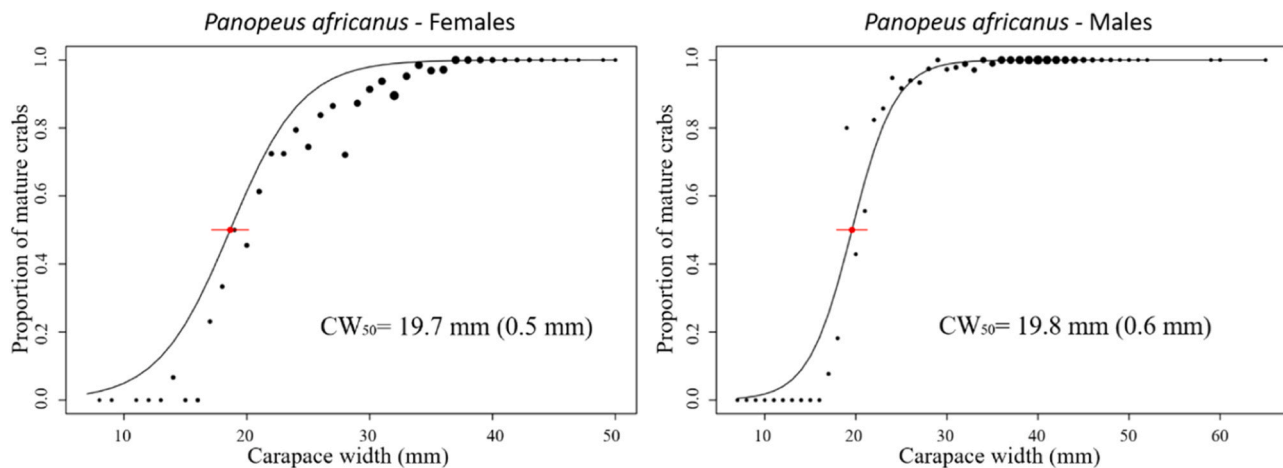 Panopeus africanus - Females
Proportion of mature crabs
1.0
0.8
0.6
0.4
0.2
0.0
CW50= 19.7 mm (0.5 mm)
10 20 30 40 50
Carapace width (mm)
Panopeus africanus - Males
Proportion of mature crabs
1.0
0.8
0.6
0.4
0.2
0.0
CW50= 19.8 mm (0.6 mm)
10 20 30 40 50 60
Carapace width (mm)